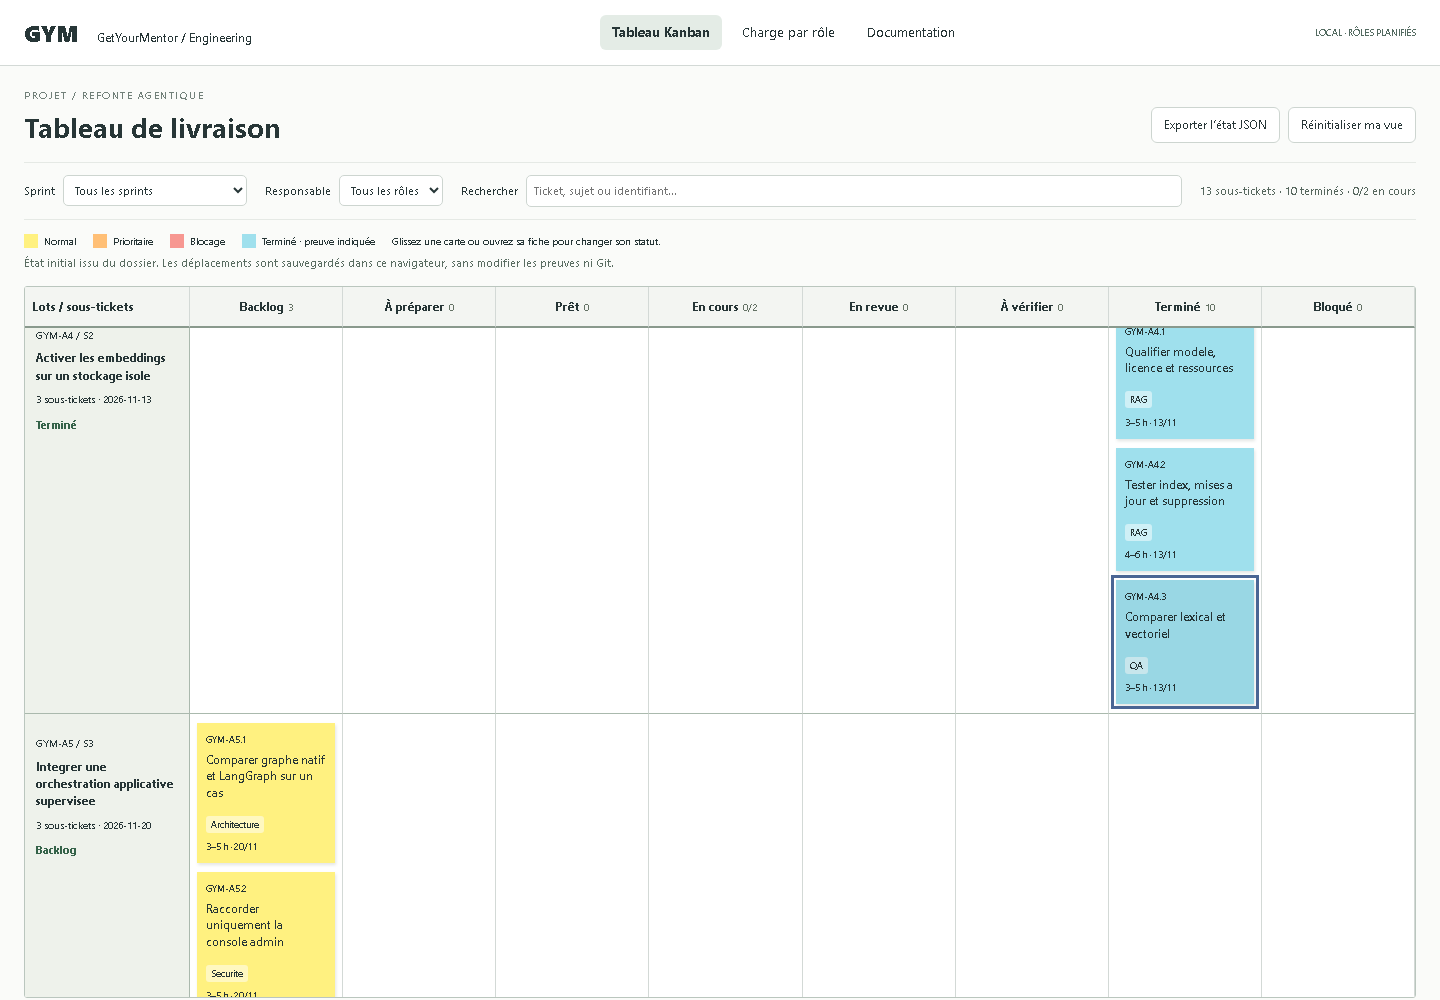 GYM
GetYourMentor / Engineering
Tableau Kanban
Charge par rôle
Documentation
LOCAL · RÔLES PLANIFIÉS
PROJET / REFONTE AGENTIQUE
Tableau de livraison
Exporter l'état JSON
Réinitialiser ma vue
Sprint
Tous les sprints
Responsable
Tous les rôles
Rechercher
Ticket, sujet ou identifiant...
13 sous-tickets · 10 terminés · 0/2 en cours
Normal
Prioritaire
Blocage
Terminé · preuve indiquée
Glissez une carte ou ouvrez sa fiche pour changer son statut.
État initial issu du dossier. Les déplacements sont sauvegardés dans ce navigateur, sans modifier les preuves ni Git.
Lots / sous-tickets
Backlog 3
À préparer 0
Prêt 0
En cours 0/2
En revue 0
À vérifier 0
Terminé 10
Bloqué 0
GYM-A4 / S2
Activer les embeddings
sur un stockage isole
3 sous-tickets · 2026-11-13
Terminé
GYM-A4.1
Qualifier modele,
licence et ressources
RAG
3–5 h · 13/11
GYM-A4.2
Tester index, mises a
jour et suppression
RAG
4–6 h · 13/11
GYM-A4.3
Comparer lexical et
vectoriel
QA
3–5 h · 13/11
GYM-A5 / S3
Integrer une
orchestration applicative
supervisee
3 sous-tickets · 2026-11-20
Backlog
GYM-A5.1
Comparer graphe natif
et LangGraph sur un
cas
Architecture
3–5 h · 20/11
GYM-A5.2
Raccorder
uniquement la
console admin
Securite
3–5 h · 20/11